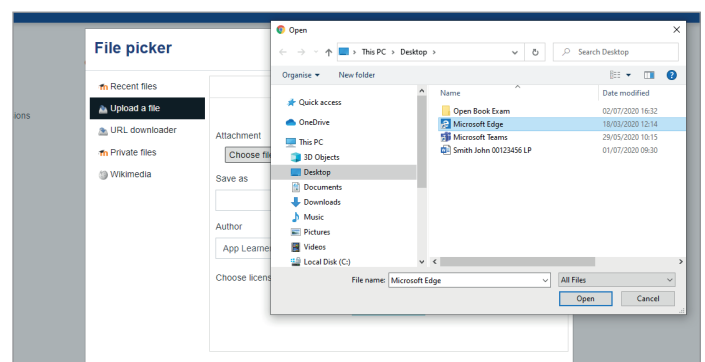 Open
File picker
This PC > Desktop >
Search Desktop
Organise
New folder
Recent files
Upload a file
URL downloader
Private files
Wikimedia
ions
Attachment
Choose file
Save as
Author
App Learne
Choose licens
Quick access
OneDrive
This PC
3D Objects
Desktop
Documents
Downloads
Music
Pictures
Videos
Local Disk (C:)
Name Date modified
Open Book Exam 02/07/2020 16:32
Microsoft Edge 18/03/2020 12:14
Microsoft Teams 29/05/2020 10:15
Smith John 00123456 LP 01/07/2020 09:30
File name: Microsoft Edge All Files
Open Cancel